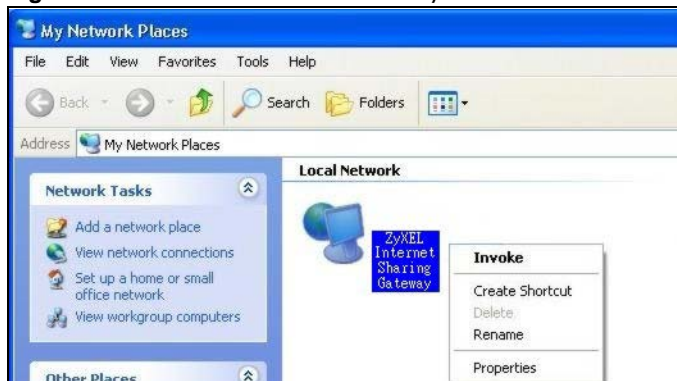 My Network Places
File Edit View Favorites Tools Help
Back Search Folders
Address My Network Places
Network Tasks
Add a network place
View network connections
Set up a home or small
office network
View workgroup computers
Other Places
Local Network
ZyXEL
Internet
Sharing
Gateway
Invoke
Create Shortcut
Delete
Rename
Properties